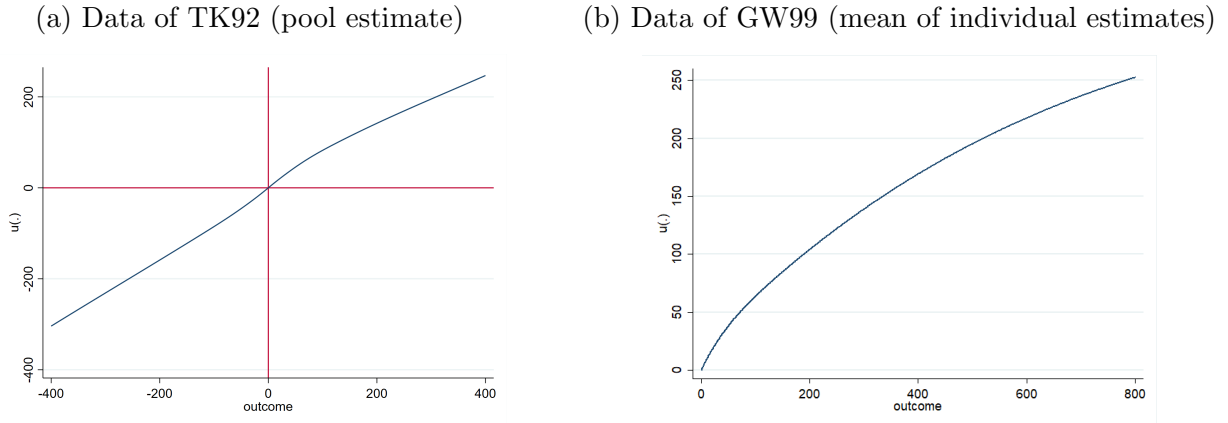 (a) Data of TK92 (pool estimate)
200
0
-200
-400
u(.)
-400 -200 0 200 400
outcome
(b) Data of GW99 (mean of individual estimates)
250
200
150
100
50
0
u(.)
0 200 400 600 800
outcome